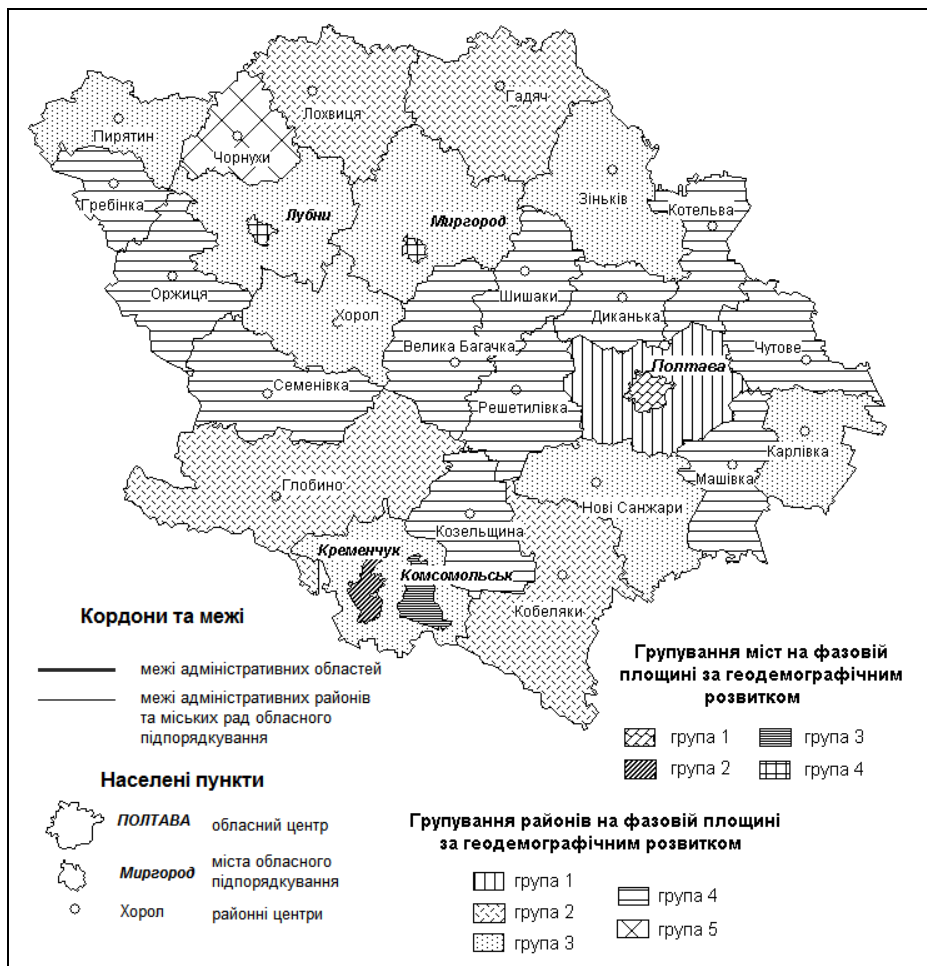 Лохвиця
Гадяч
Пирятин
Чорнухи
Гребінка
Лубни
Миргород
Зіньків
Котельва
Оржиця
Хорол
Шишаки
Диканька
Велика Багачка
Чутове
Полтава
Семенівка
Решетилівка
Карлівка
Машівка
Глобино
Нові Санжари
Козельщина
Кременчук
Комсомольськ
Кобеляки
Кордони та межі
межі адміністративних областей
межі адміністративних районів
та міських рад обласного
підпорядкування
Населені пункти
ПОЛТАВА обласний центр
Миргород міста обласного
підпорядкування
Хорол районні центри
Групування міст на фазовій
площині за геодемографічним
розвитком
група 1 група 3
група 2 група 4
Групування районів на фазовій площині
за геодемографічним розвитком
група 1 група 4
група 2 група 5
група 3